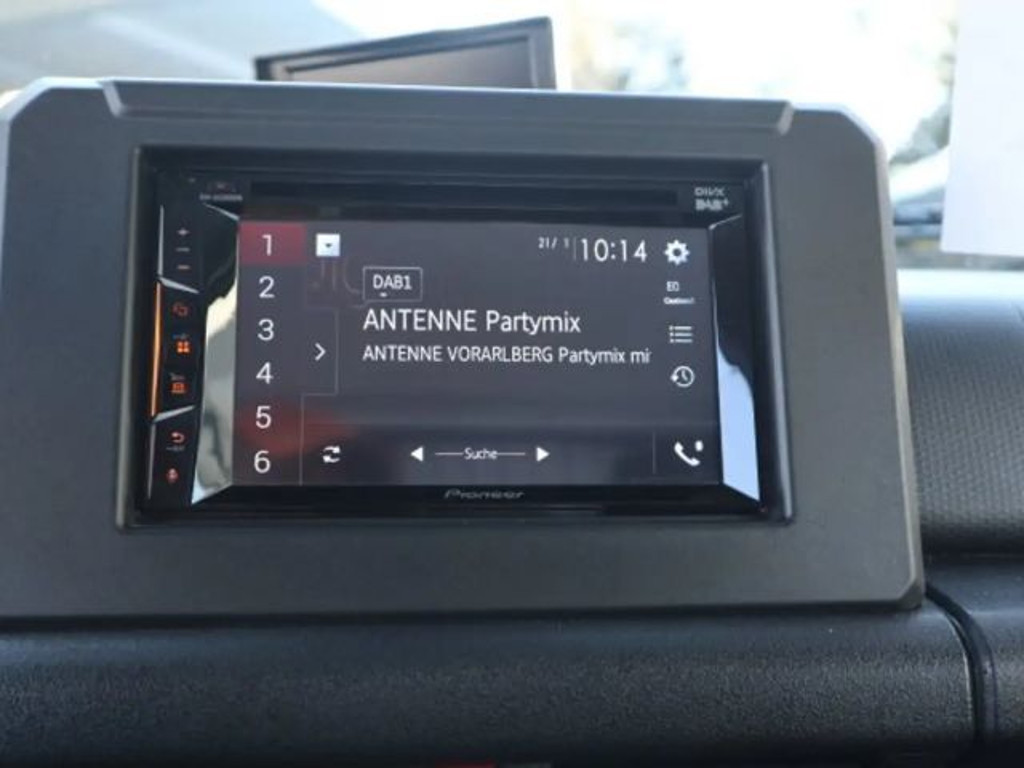 DIVX
DAB+
1
21/ 1 10:14
2
DAB1
EQ
3
ANTENNE Partymix
ANTENNE VORARLBERG Partymix mi
4
5
6
Suche
Pioneer